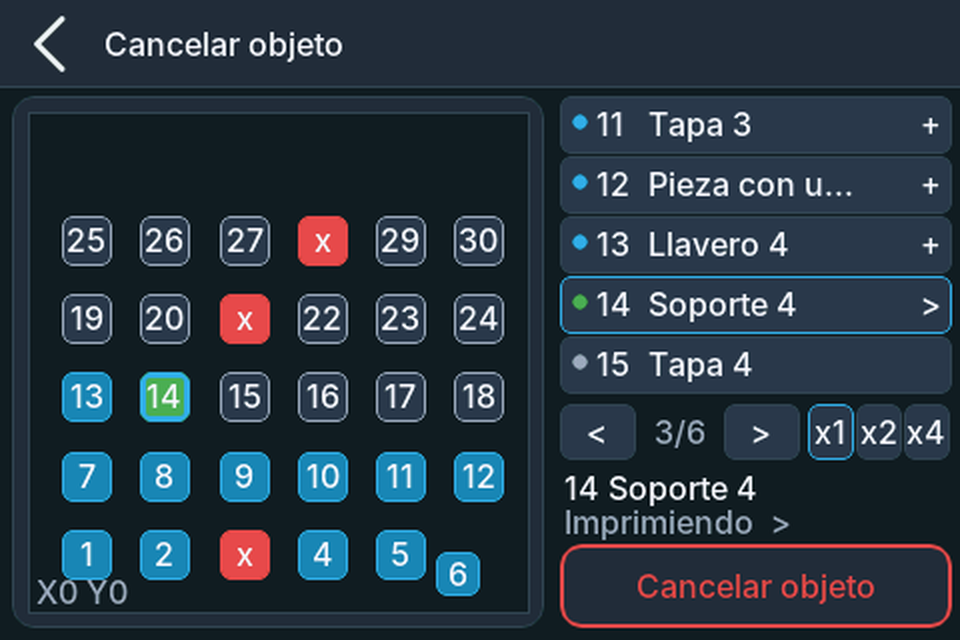 Cancelar objeto
25 26 27 x 29 30
19 20 x 22 23 24
13 14 15 16 17 18
7 8 9 10 11 12
1 2 x 4 5 6
X0 Y0
11 Tapa 3 +
12 Pieza con u... +
13 Llavero 4 +
14 Soporte 4 >
15 Tapa 4
< 3/6 > x1 x2 x4
14 Soporte 4
Imprimiendo >
Cancelar objeto